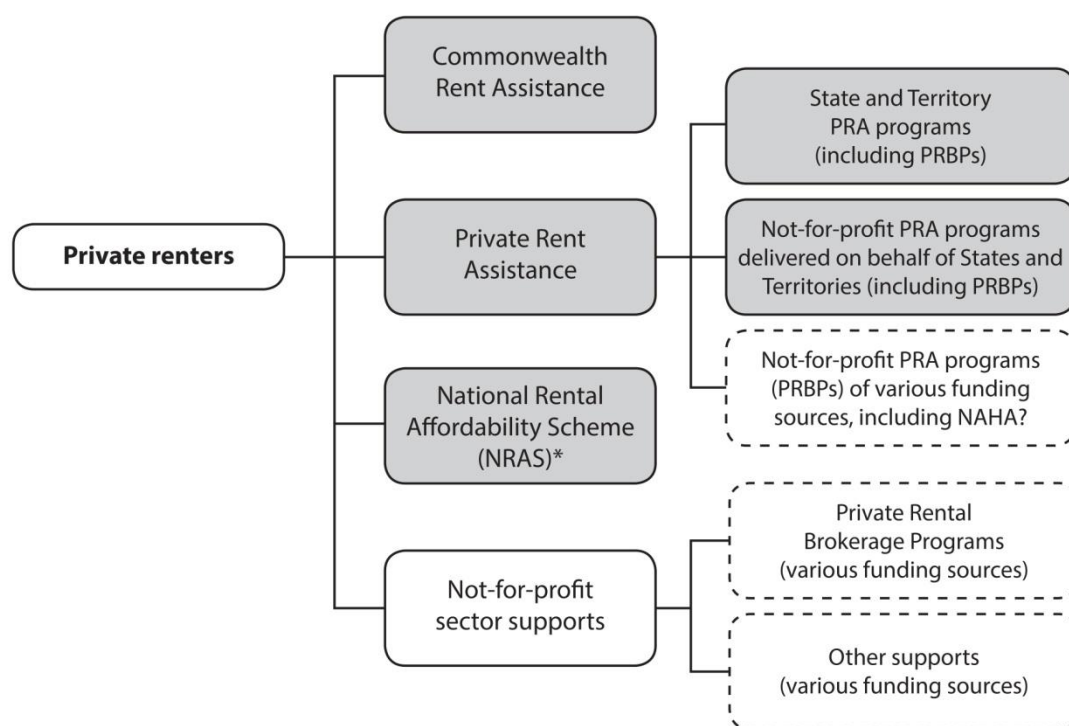 Private renters
Commonwealth
Rent Assistance
Private Rent
Assistance
National Rental
Affordability Scheme
(NRAS)*
Not-for-profit
sector supports
State and Territory
PRA programs
(including PRBPs)
Not-for-profit PRA programs
delivered on behalf of States and
Territories (including PRBPs)
Not-for-profit PRA programs
(PRBPs) of various funding
sources, including NAHA?
Private Rental
Brokerage Programs
(various funding sources)
Other supports
(various funding sources)